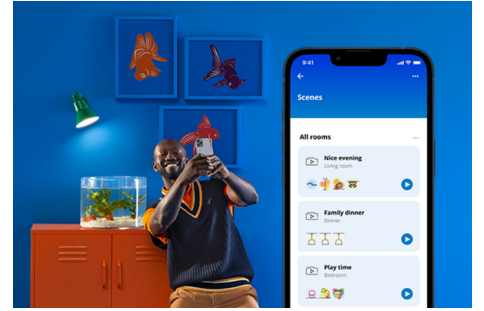 9:41
Scenes
All rooms
Nice evening
Living room
Family dinner
Dinner
Play time
Bedroom